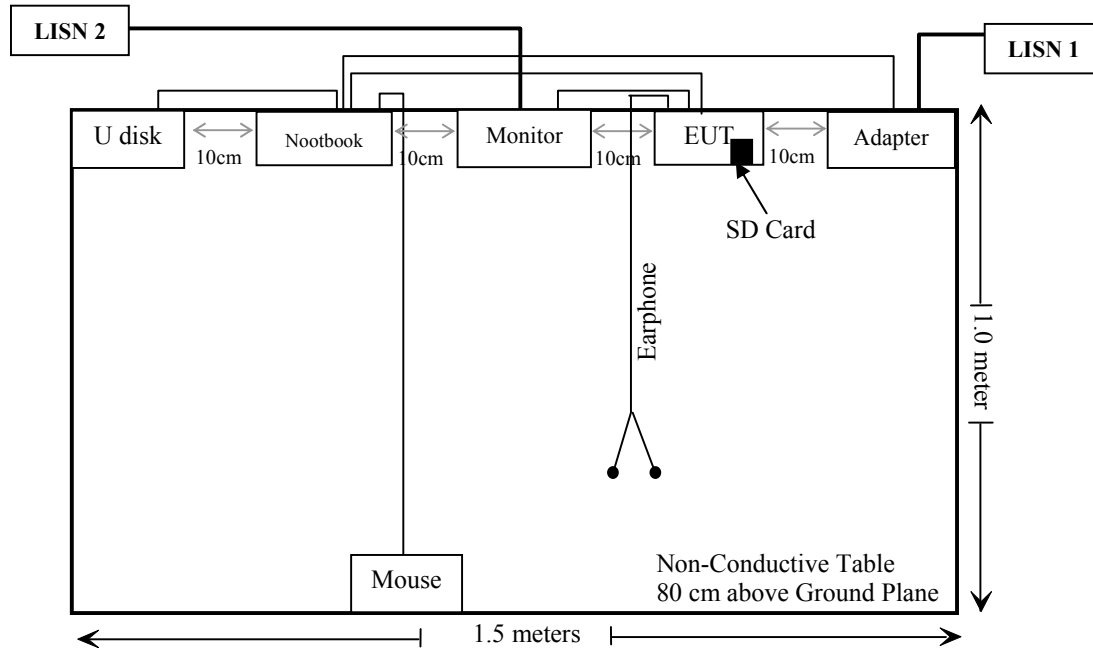 LISN 2
LISN 1
U disk
Nootbook
Monitor
EUT
Adapter
10cm
10cm
10cm
10cm
SD Card
Earphone
1.0 meter
Mouse
Non-Conductive Table
80 cm above Ground Plane
1.5 meters